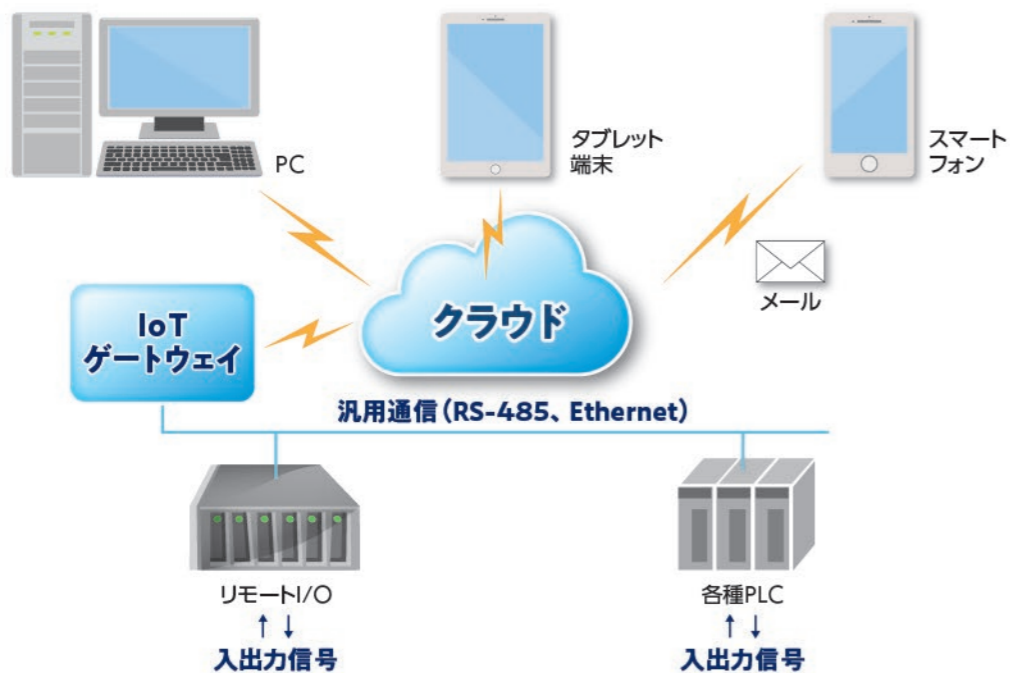 PC
タブレット
端末
スマート
フォン
メール
IoT
ゲートウェイ
クラウド
汎用通信(RS-485、Ethernet)
リモートI/O
各種PLC
↑↓
↑↓
入出力信号
入出力信号